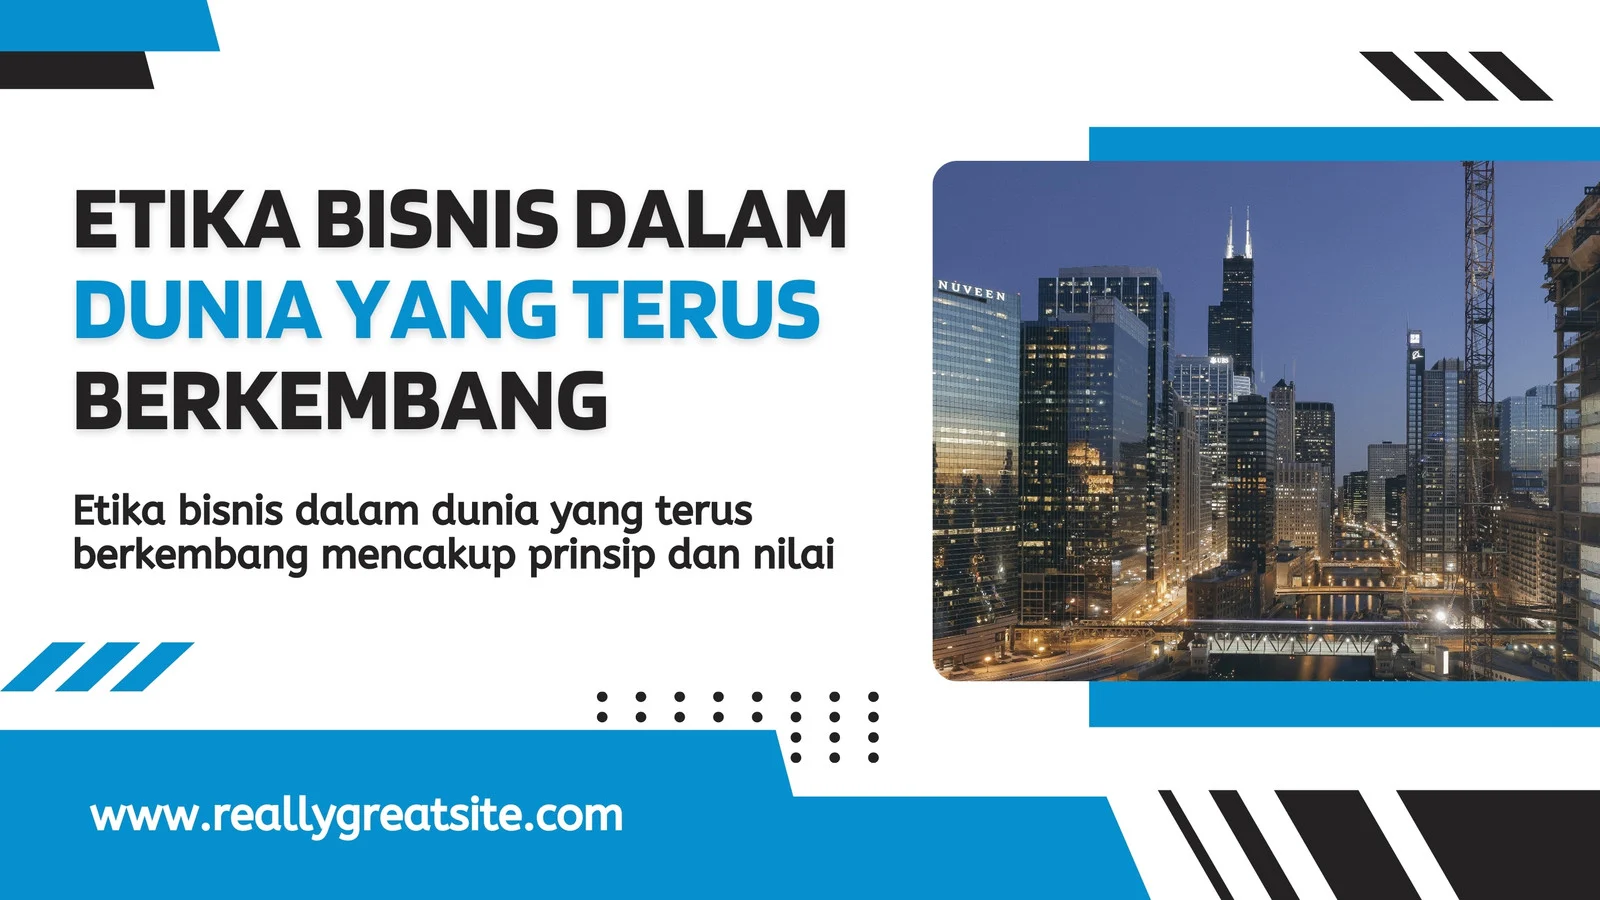 ETIKA BISNIS DALAM
DUNIA YANG TERUS
BERKEMBANG
Etika bisnis dalam dunia yang terus
berkembang mencakup prinsip dan nilai
www.reallygreatsite.com
NUVEEN
UBS